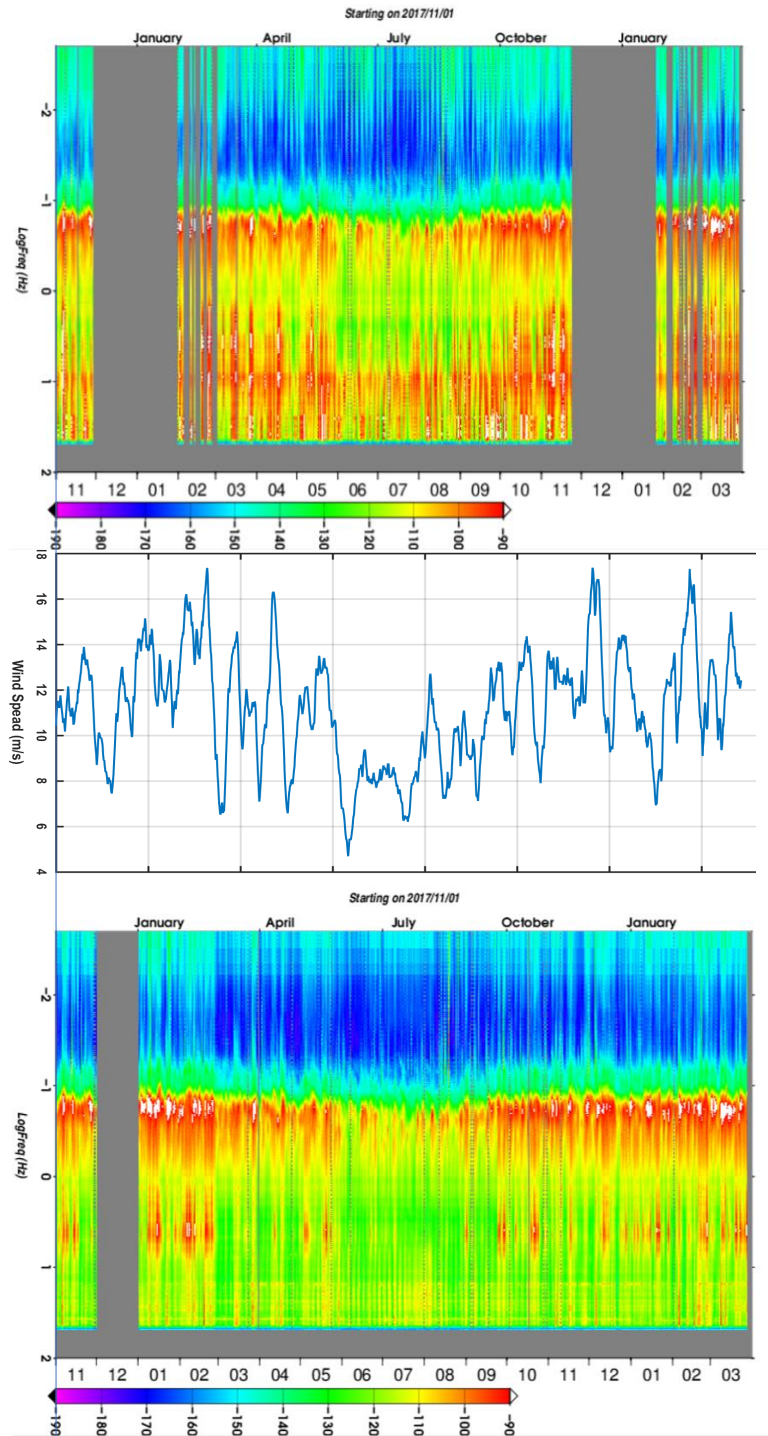 Starting on 2017/11/01
January April July October January
-2
-1
0
1
2
LogFreq (Hz)
11 12 01 02 03 04 05 06 07 08 09 10 11 12 01 02 03
-190 -180 -170 -160 -150 -140 -130 -120 -110 -100 -90
18
16
14
12
10
8
6
4
Wind Spead (m/s)
Starting on 2017/11/01
January April July October January
-2
-1
0
1
2
LogFreq (Hz)
11 12 01 02 03 04 05 06 07 08 09 10 11 12 01 02 03
-190 -180 -170 -160 -150 -140 -130 -120 -110 -100 -90